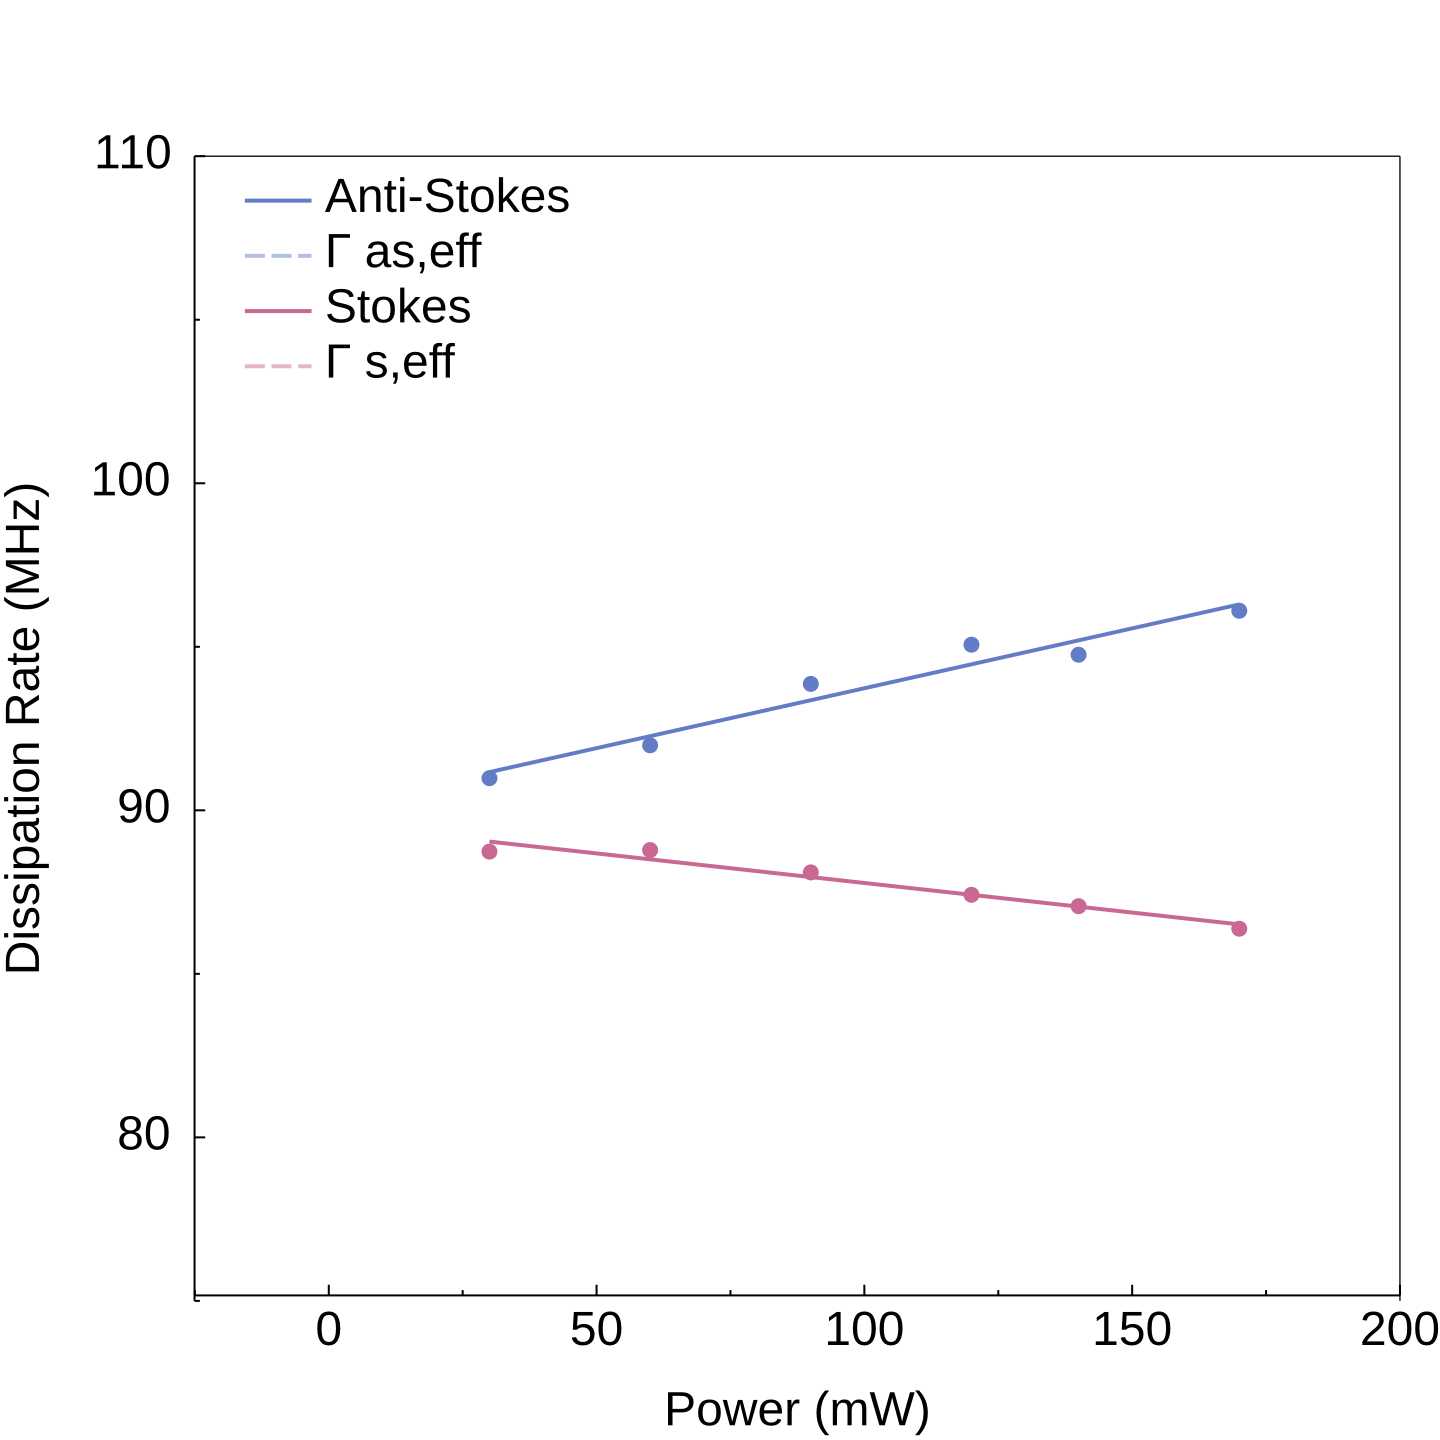 110
Anti-Stokes
Γ as,eff
Stokes
Γ s,eff
100
90
80
Dissipation Rate (MHz)
0 50 100 150 200
Power (mW)